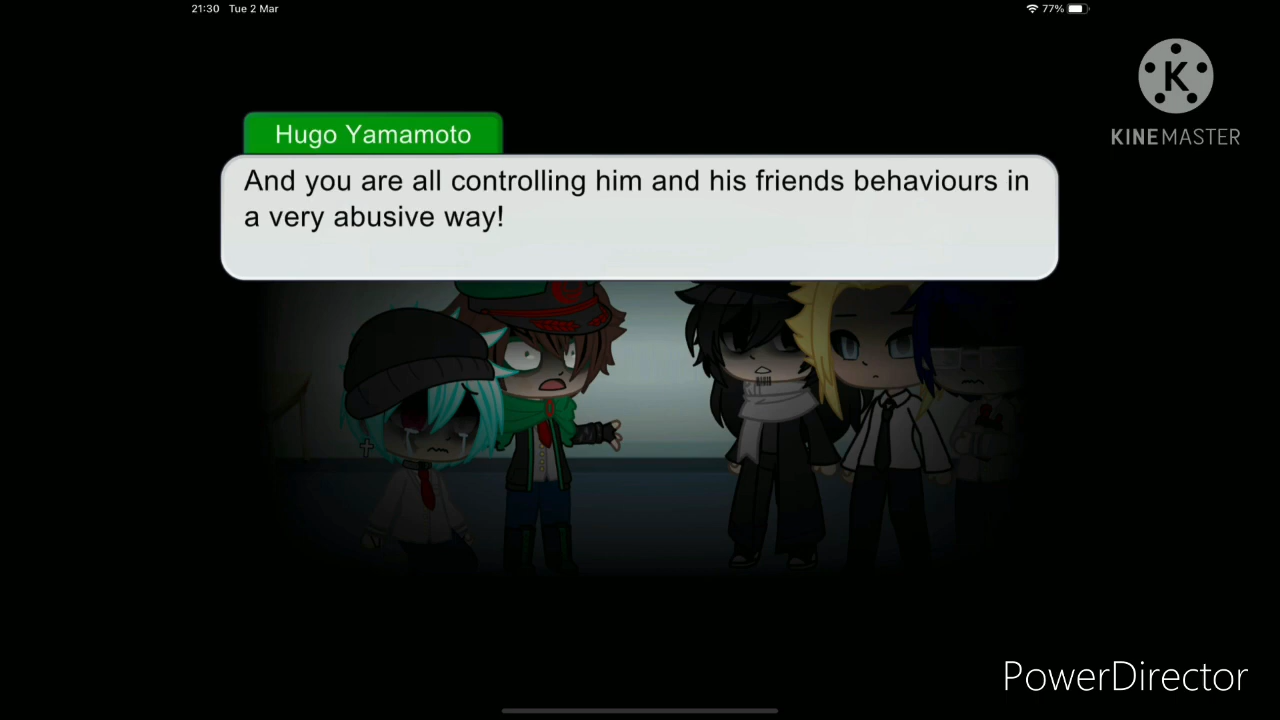 21:30 Tue 2 Mar
77%
K
KINEMASTER
Hugo Yamamoto
And you are all controlling him and his friends behaviours in
a very abusive way!
PowerDirector